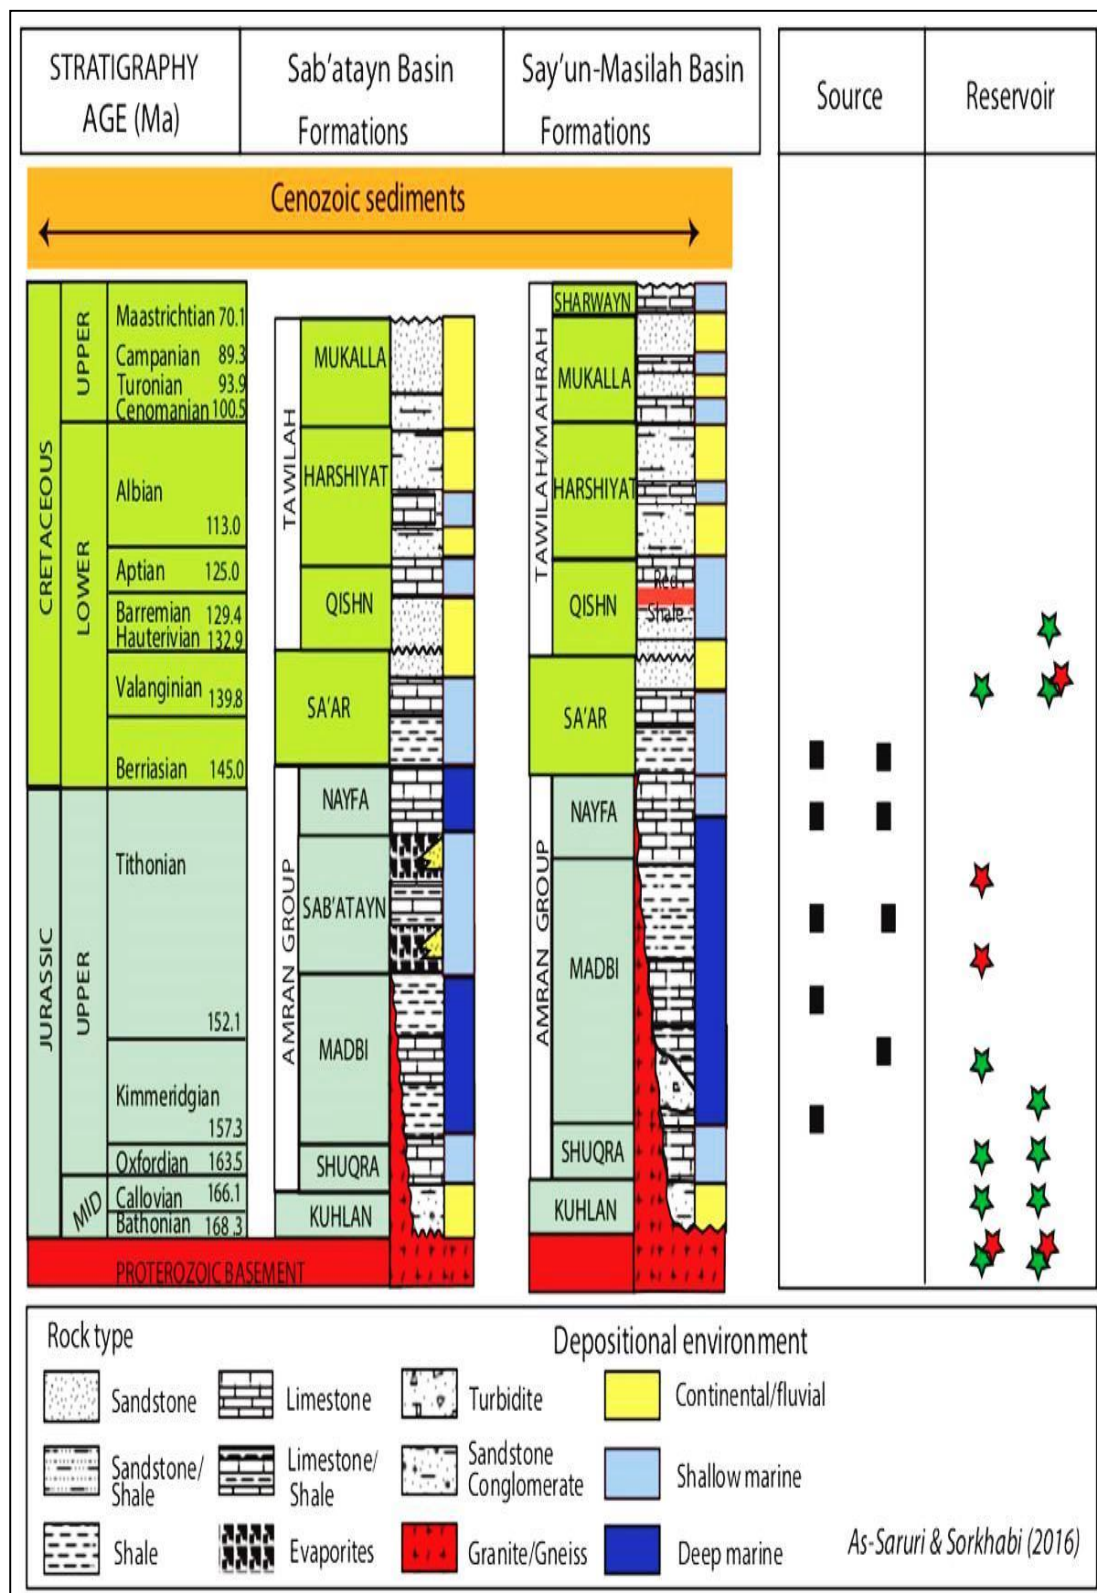 STRATIGRAPHY
AGE (Ma)
Sab'atayn Basin
Formations
Say'un-Masilah Basin
Formations
Source
Reservoir
Cenozoic sediments
CRETACEOUS
UPPER
Maastrichtian 70.1
Campanian 89.3
Turonian 93.9
Cenomanian 100.5
LOWER
Albian
113.0
Aptian 125.0
Barremian 129.4
Hauterivian 132.9
Valanginian
139.8
Berriasian 145.0
JURASSIC
UPPER
Tithonian
152.1
Kimmeridgian
157.3
Oxfordian 163.5
MID
Callovian 166.1
Bathonian 168.3
PROTEROZOIC BASEMENT
TAWILAH
MUKALLA
HARSHIYAT
QISHN
SA'AR
AMRAN GROUP
NAYFA
SAB'ATAYN
MADBI
SHUQRA
KUHLAN
TAWILAH/MAHRAH
SHARWAYN
MUKALLA
HARSHIYAT
QISHN
Red
Shale
SA'AR
AMRAN GROUP
NAYFA
MADBI
SHUQRA
KUHLAN
Rock type
Sandstone
Limestone
Turbidite
Sandstone/
Shale
Limestone/
Shale
Sandstone
Conglomerate
Shale
Evaporites
Granite/Gneiss
Depositional environment
Continental/fluvial
Shallow marine
Deep marine
As-Saruri & Sorkhabi (2016)